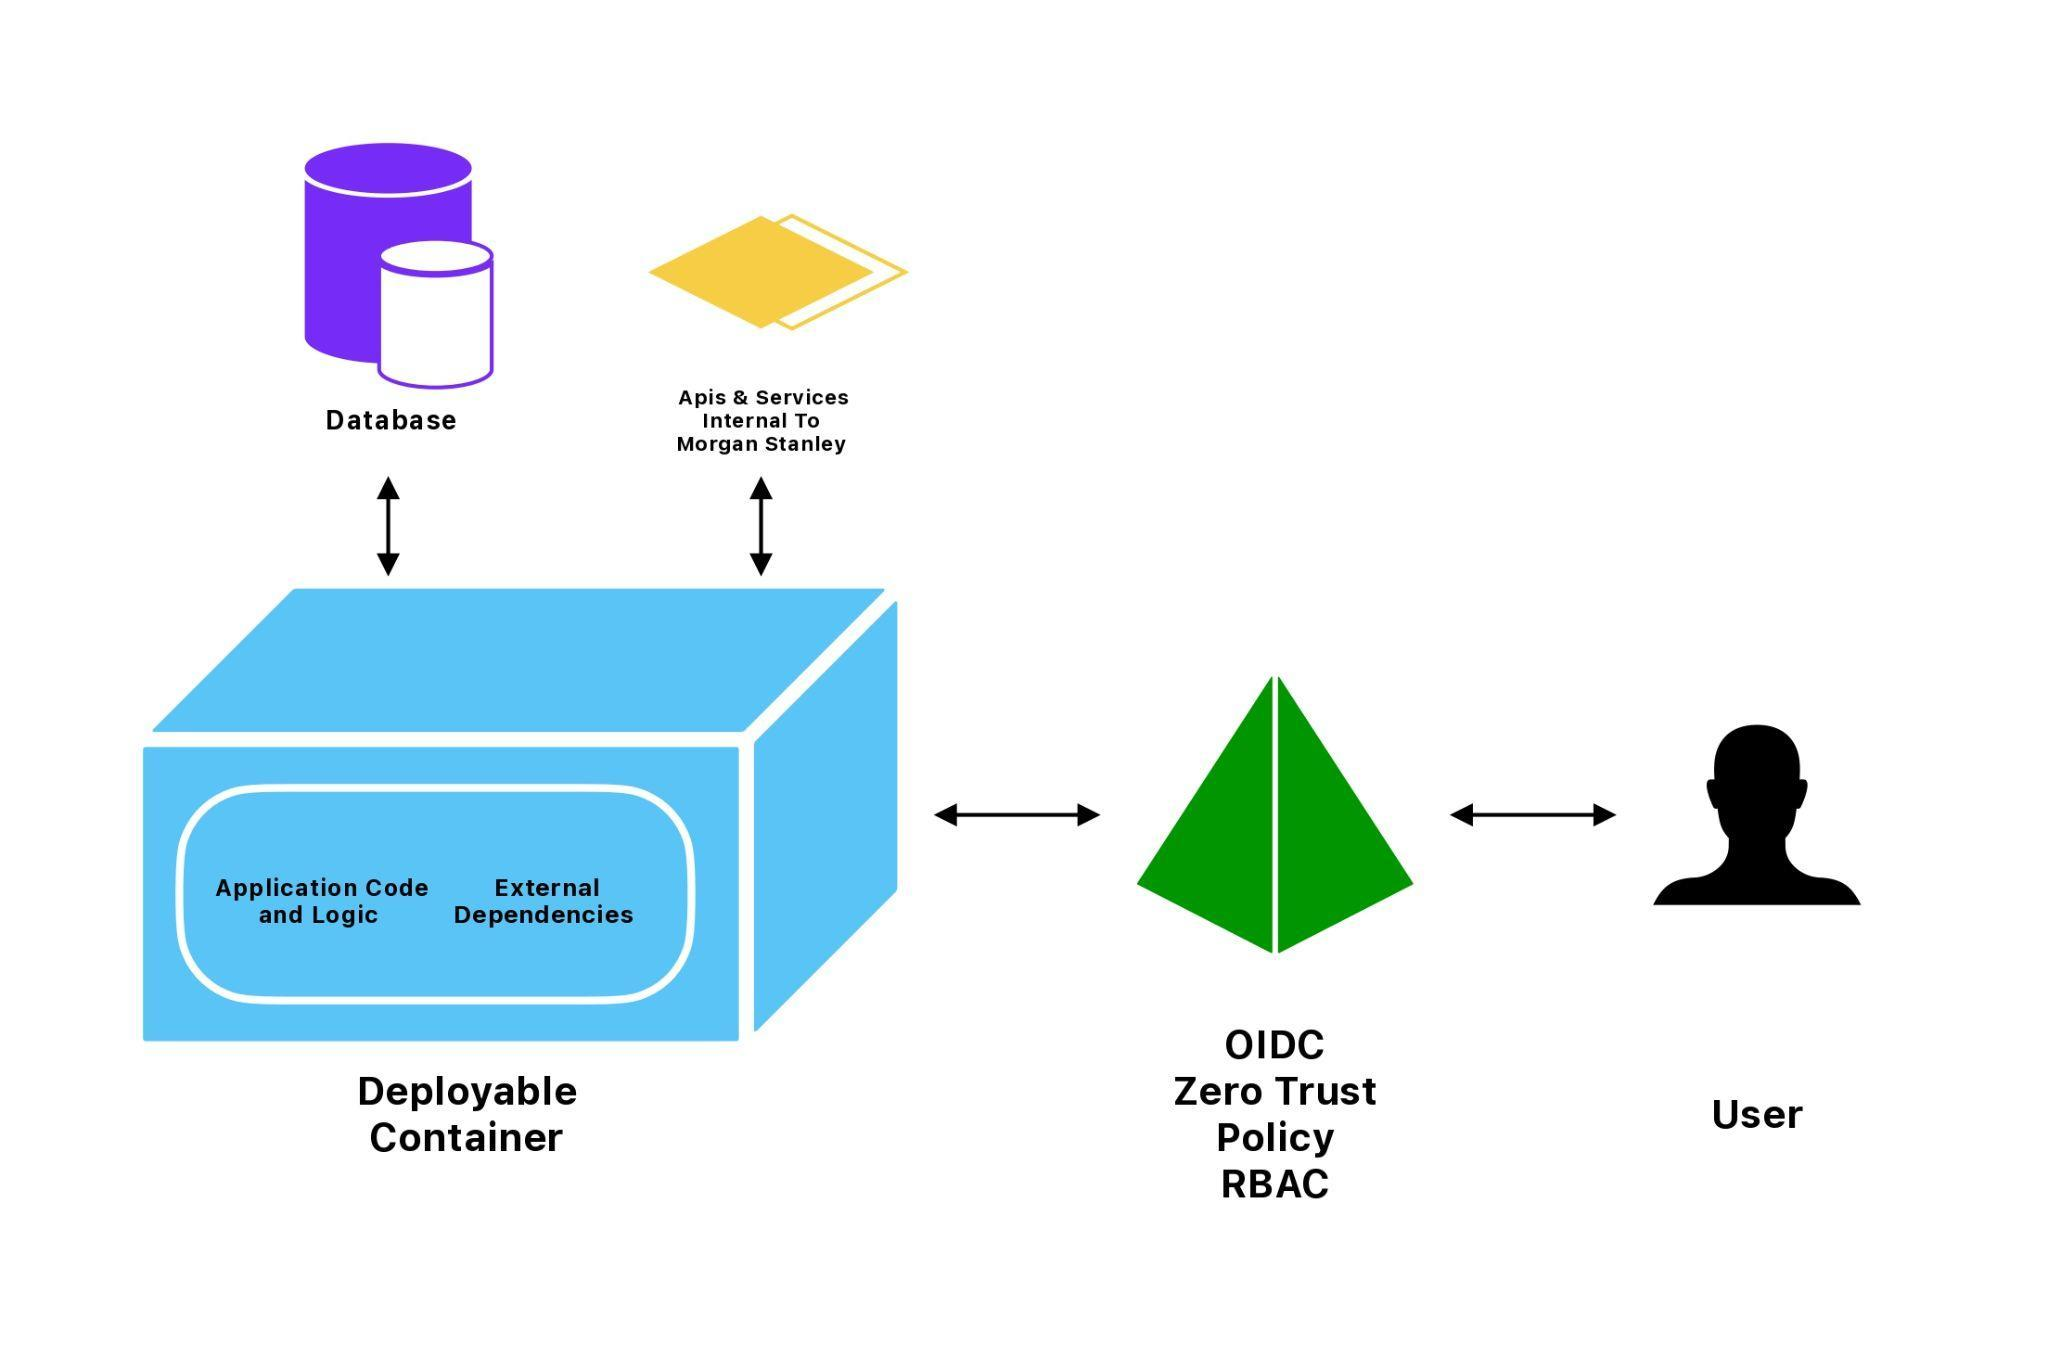 Database
Apis & Services
Internal To
Morgan Stanley
Application Code
and Logic
External
Dependencies
Deployable
Container
OIDC
Zero Trust
Policy
RBAC
User